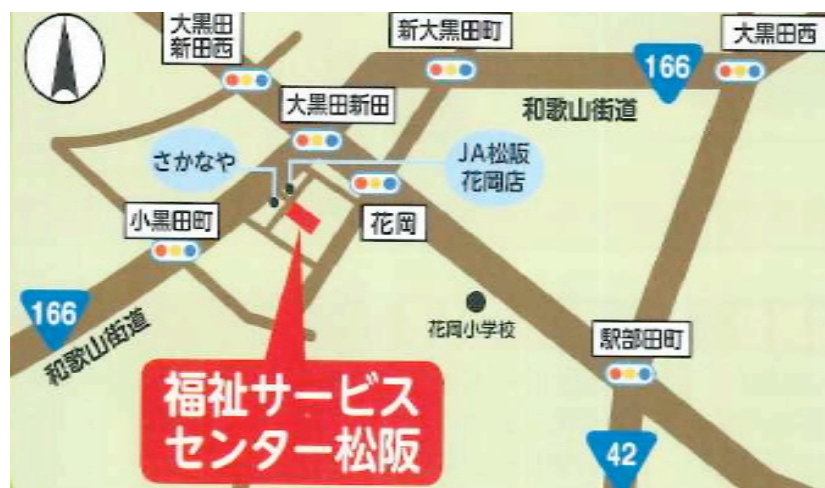 大黒田
新田西
新大黒田町
大黒田西
166
和歌山街道
大黒田新田
さかなや
JA松阪
花岡店
小黒田町
花岡
166
和歌山街道
花岡小学校
駅部田町
福祉サービス
センター松阪
42